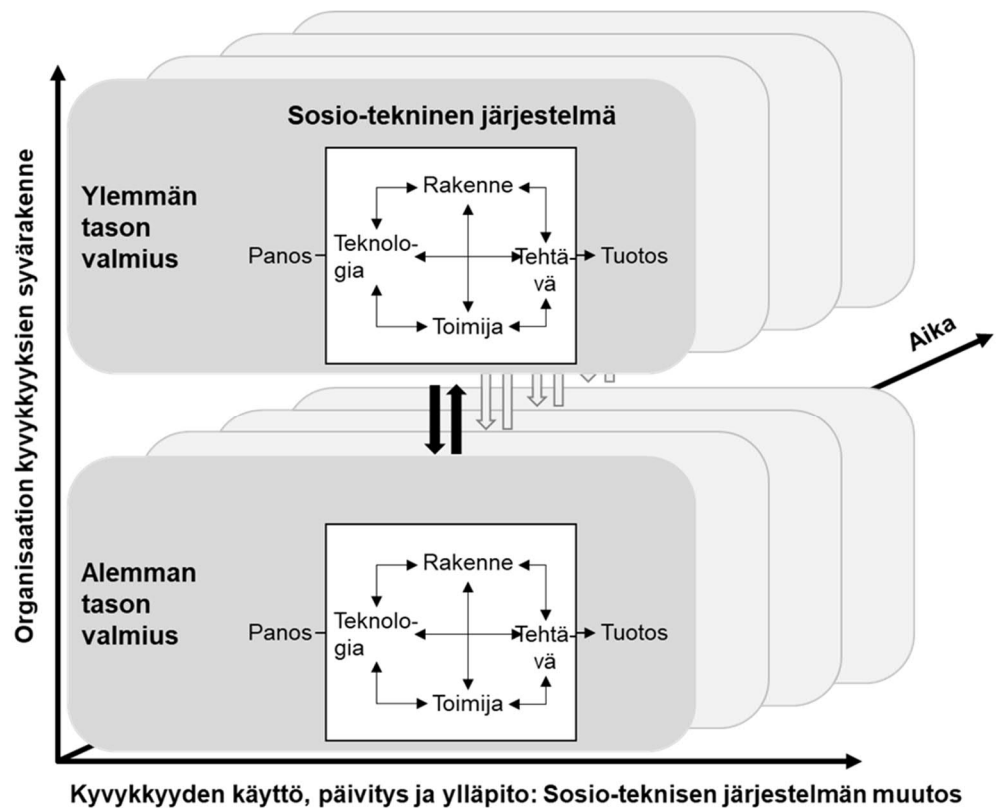 Organisaation kyvykkyyksien syvärakenne
Sosio-tekninen järjestelmä
Ylemmän
tason
valmius
Panos
Rakenne
Teknolo-
gia
Tehtä-
vä
Toimija
Tuotos
Aika
Alemman
tason
valmius
Panos
Rakenne
Teknolo-
gia
Tehtä-
vä
Toimija
Tuotos
Kyvykkyyden käyttö, päivitys ja ylläpito: Sosio-teknisen järjestelmän muutos